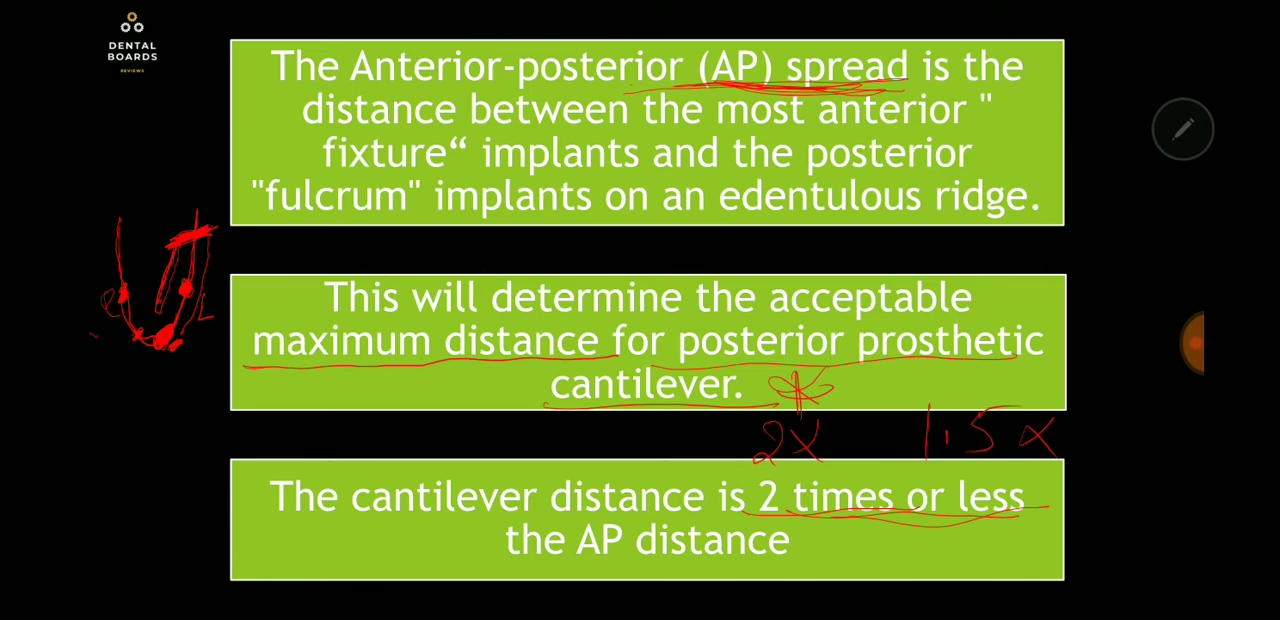 DENTAL
BOARDS
REVIEWS
The Anterior-posterior (AP) spread is the
distance between the most anterior "
fixture“ implants and the posterior
"fulcrum" implants on an edentulous ridge.
This will determine the acceptable
maximum distance for posterior prosthetic
cantilever.
2x 1.5x
The cantilever distance is 2 times or less
the AP distance
L